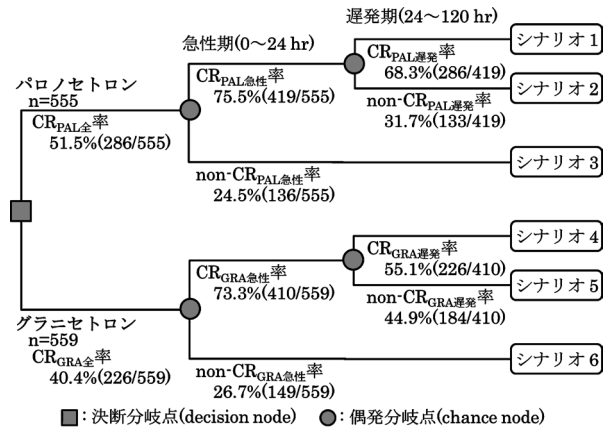 急性期(0～24 hr)
遅発期(24～120 hr)
パロノセトロン
n=555
CR_PAL全率
51.5%(286/555)
CR_PAL急性率
75.5%(419/555)
CR_PAL遅発率
68.3%(286/419)
シナリオ1
non-CR_PAL遅発率
31.7%(133/419)
シナリオ2
non-CR_PAL急性率
24.5%(136/555)
シナリオ3
グラニセトロン
n=559
CR_GRA全率
40.4%(226/559)
CR_GRA急性率
73.3%(410/559)
CR_GRA遅発率
55.1%(226/410)
シナリオ4
non-CR_GRA遅発率
44.9%(184/410)
シナリオ5
non-CR_GRA急性率
26.7%(149/559)
シナリオ6
：決断分岐点(decision node) ：偶発分岐点(chance node)